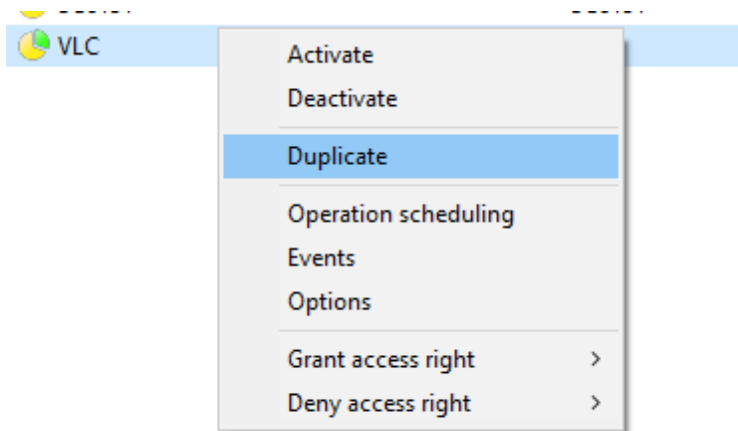 VLC
Activate
Deactivate
Duplicate
Operation scheduling
Events
Options
Grant access right
Deny access right